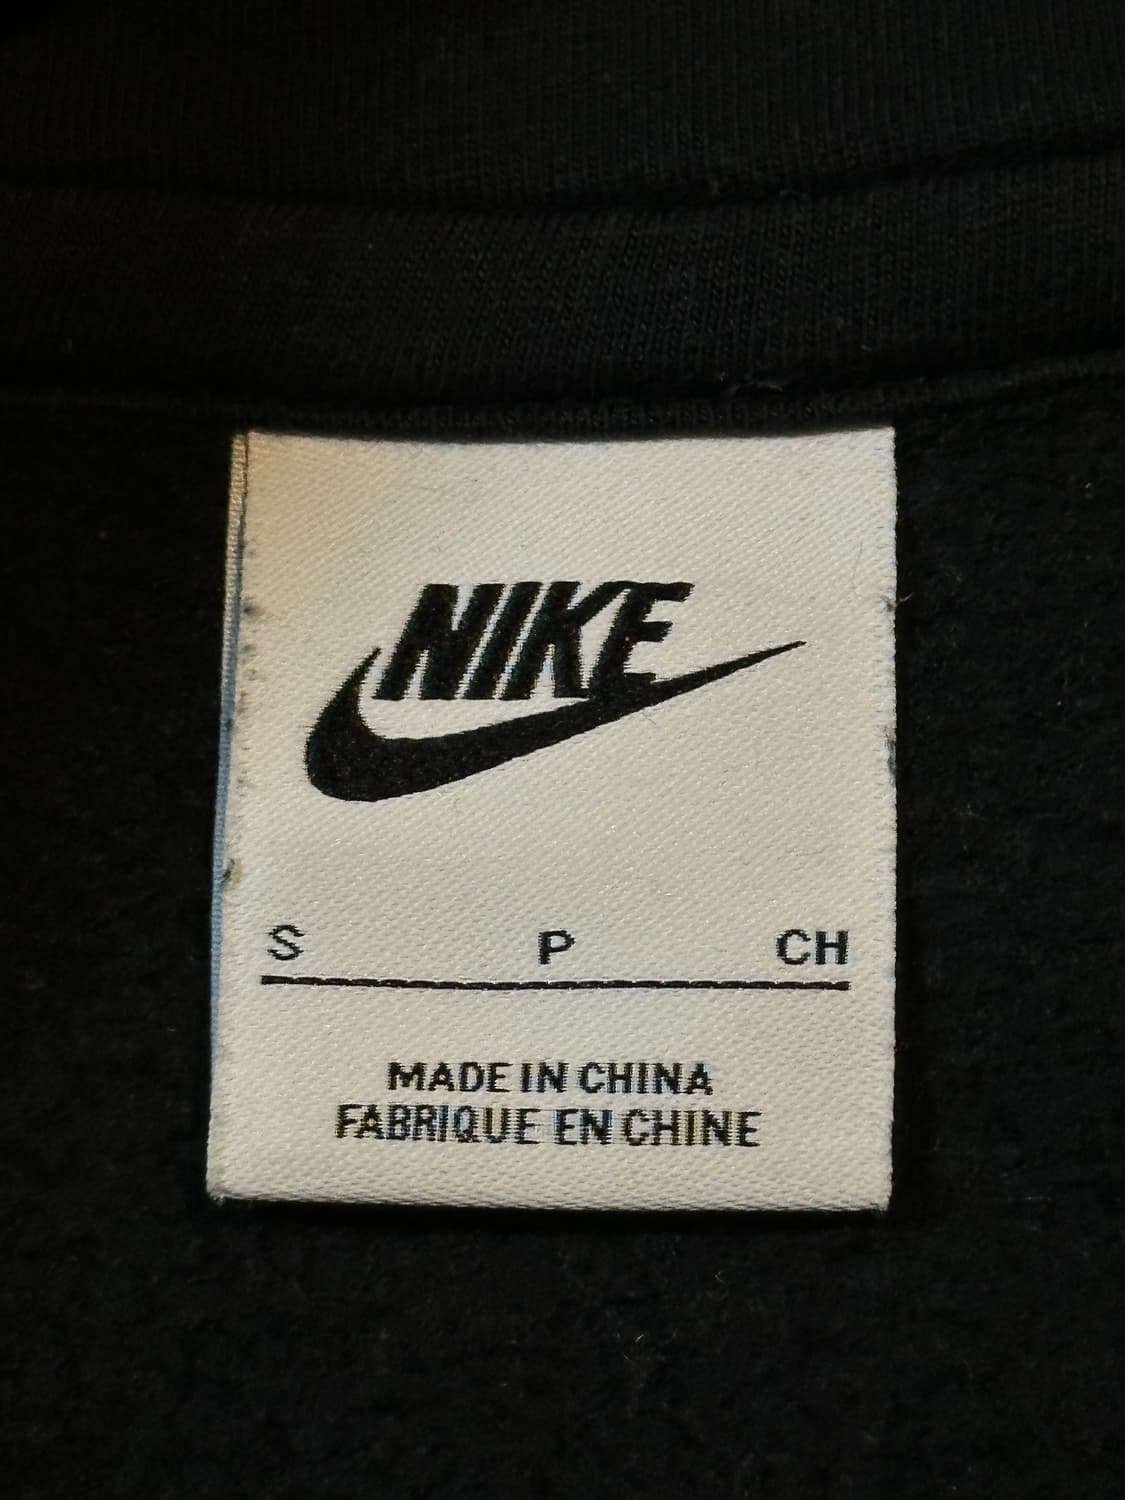 NIKE
S P CH
MADE IN CHINA
FABRIQUE EN CHINE